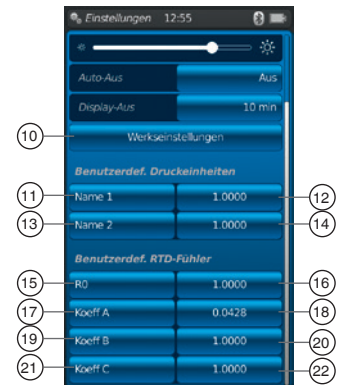 Einstellungen 12:55
Auto-Aus Aus
Display-Aus 10 min
10 Werkseinstellungen
Benutzerdef. Druckeinheiten
11 Name 1 1.0000 12
13 Name 2 1.0000 14
Benutzerdef. RTD-Fühler
15 R0 1.0000 16
17 Koeff A 0.0428 18
19 Koeff B 1.0000 20
21 Koeff C 1.0000 22